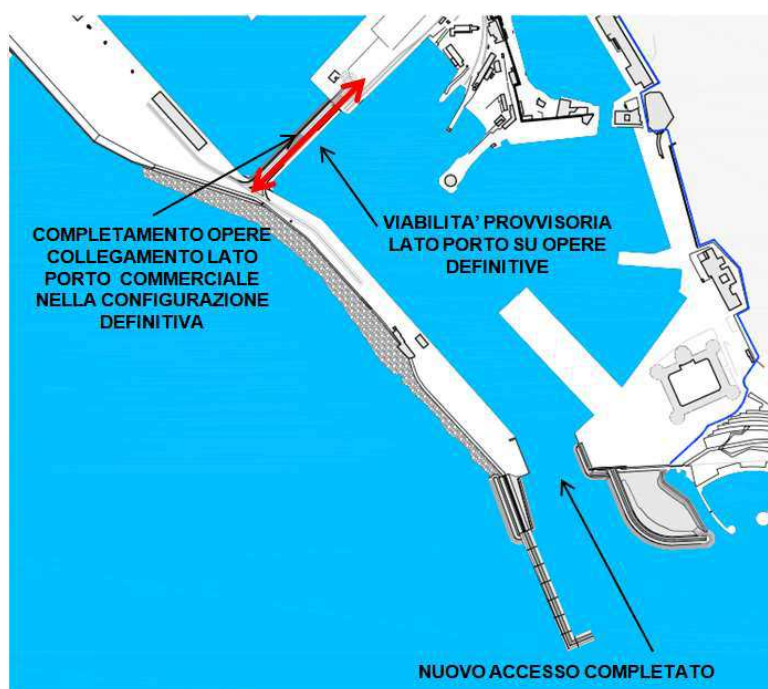 COMPLETAMENTO OPERE
COLLEGAMENTO LATO
PORTO COMMERCIALE
NELLA CONFIGURAZIONE
DEFINITIVA
VIABILITA' PROVVISORIA
LATO PORTO SU OPERE
DEFINITIVE
NUOVO ACCESSO COMPLETATO